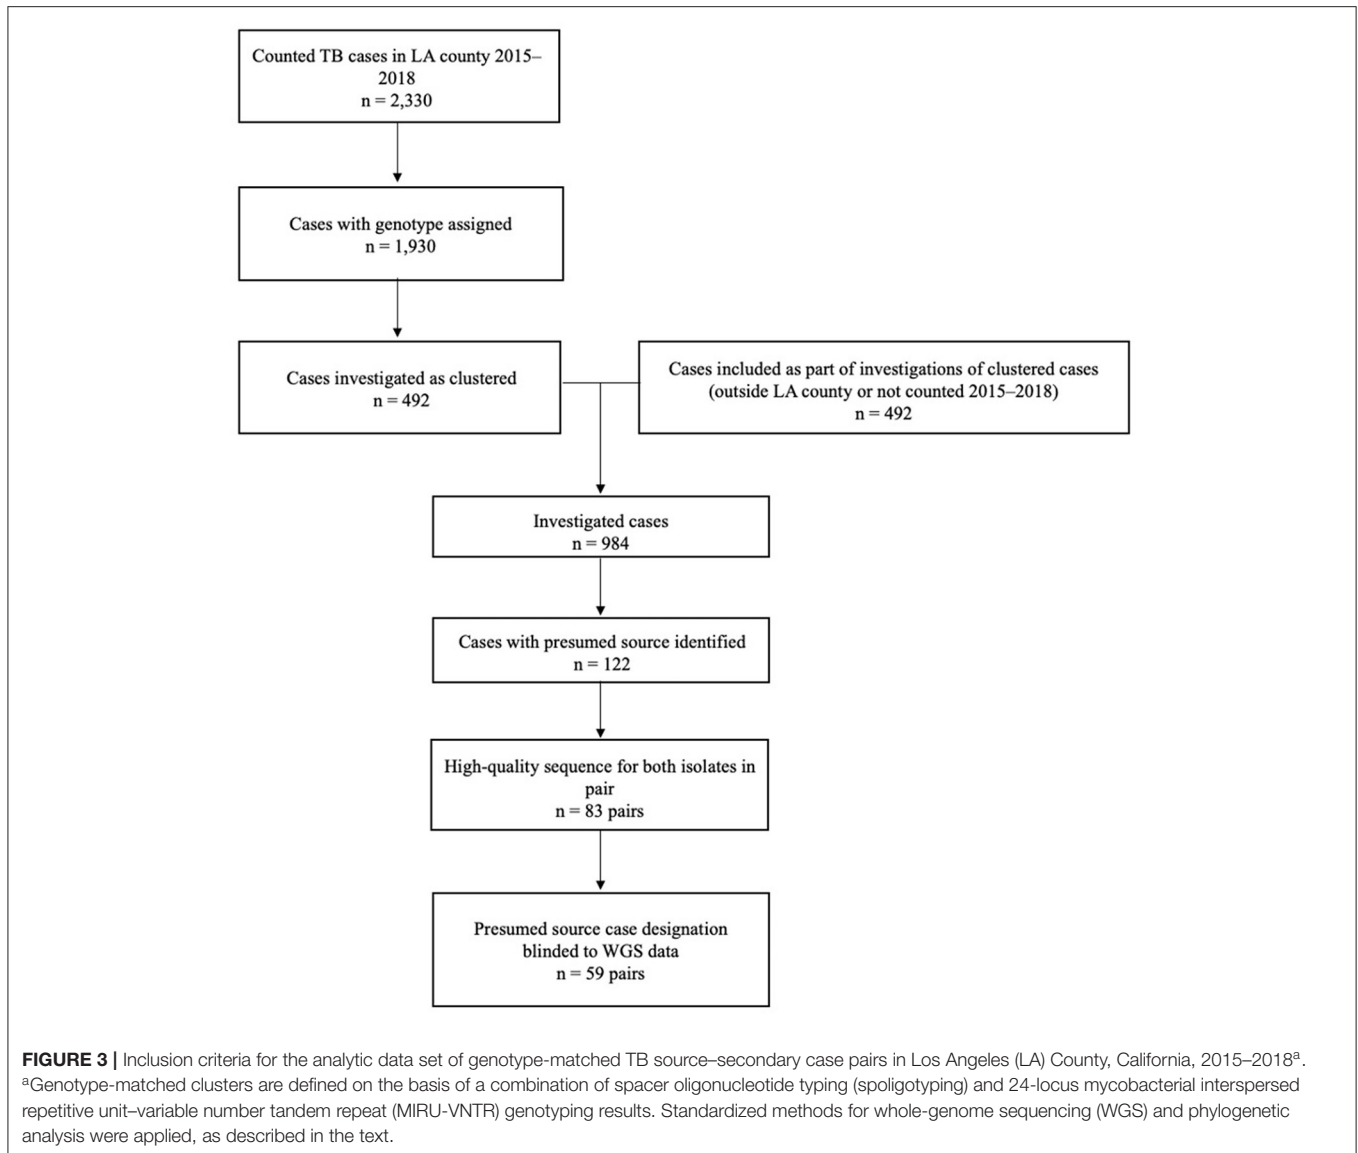 Counted TB cases in LA county 2015–
2018
n = 2,330
Cases with genotype assigned
n = 1,930
Cases investigated as clustered
n = 492
Cases included as part of investigations of clustered cases
(outside LA county or not counted 2015–2018)
n = 492
Investigated cases
n = 984
Cases with presumed source identified
n = 122
High-quality sequence for both isolates in
pair
n = 83 pairs
Presumed source case designation
blinded to WGS data
n = 59 pairs
FIGURE 3 | Inclusion criteria for the analytic data set of genotype-matched TB source–secondary case pairs in Los Angeles (LA) County, California, 2015–2018ᵃ.
ᵃGenotype-matched clusters are defined on the basis of a combination of spacer oligonucleotide typing (spoligotyping) and 24-locus mycobacterial interspersed
repetitive unit–variable number tandem repeat (MIRU-VNTR) genotyping results. Standardized methods for whole-genome sequencing (WGS) and phylogenetic
analysis were applied, as described in the text.